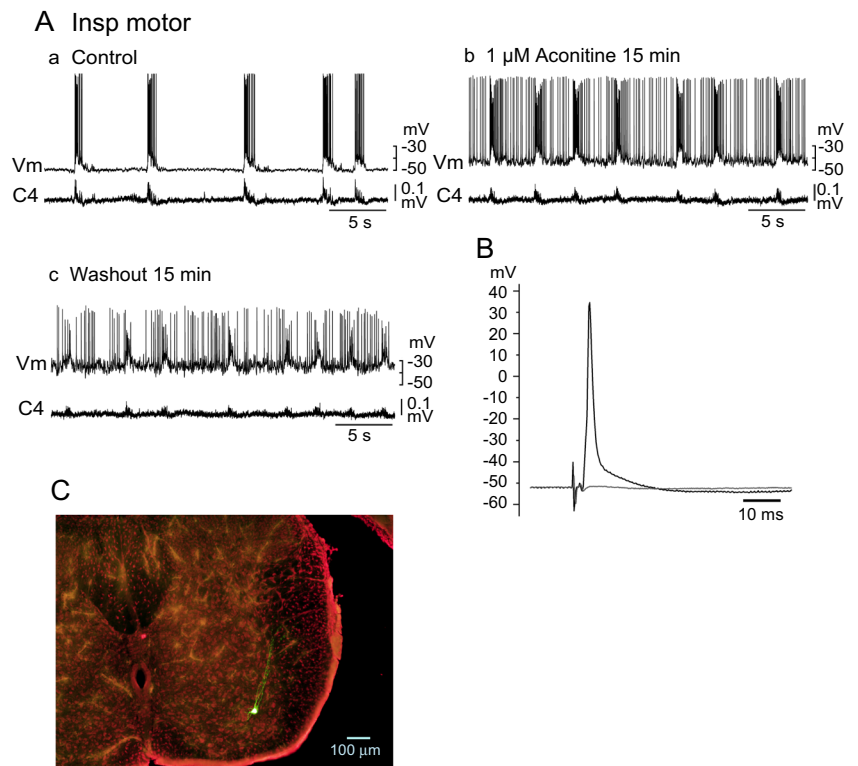 A Insp motor
a Control
mV
-30
-50
Vm
C4
0.1
mV
5 s
b 1 µM Aconitine 15 min
mV
-30
-50
Vm
C4
0.1
mV
5 s
c Washout 15 min
mV
-30
-50
Vm
C4
0.1
mV
5 s
B
mV
40
30
20
10
0
-10
-20
-30
-40
-50
-60
10 ms
C
100 µm